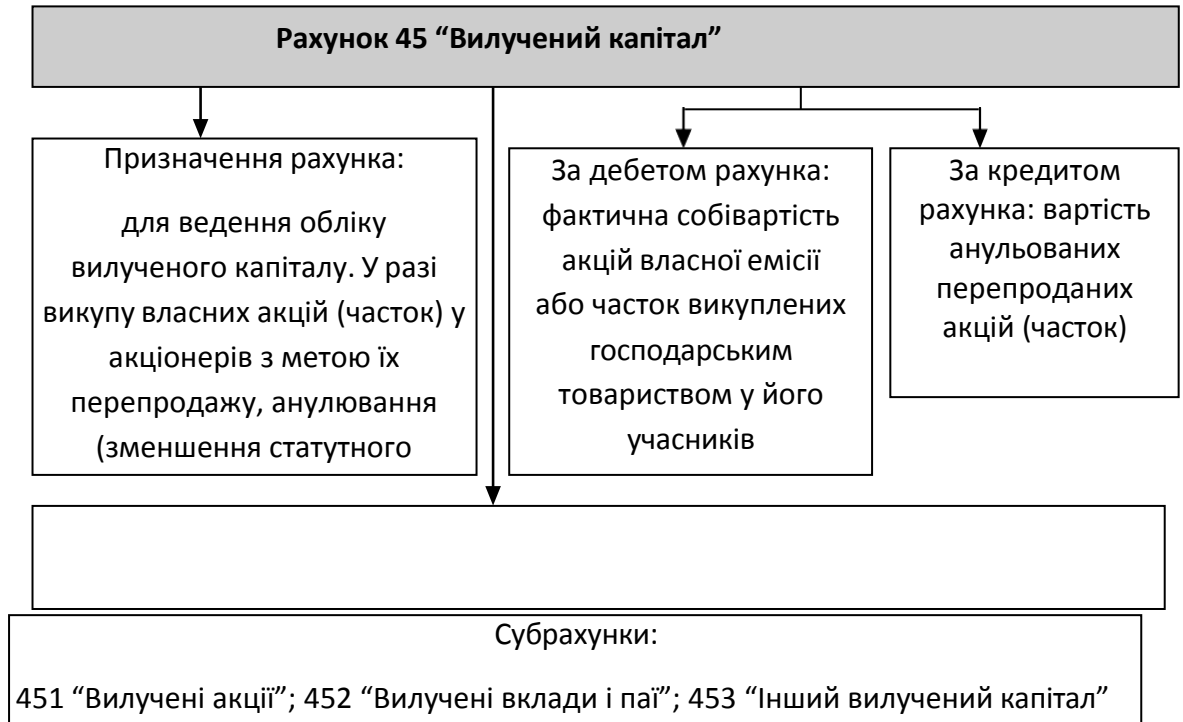 Рахунок 45 “Вилучений капітал”
Призначення рахунка:
для ведення обліку
вилученого капіталу. У разі
викупу власних акцій (часток) у
акціонерів з метою їх
перепродажу, анулювання
(зменшення статутного
За дебетом рахунка:
фактична собівартість
акцій власної емісії
або часток викуплених
господарським
товариством у його
учасників
За кредитом
рахунка: вартість
анульованих
перепроданих
акцій (часток)
Субрахунки:
451 “Вилучені акції”; 452 “Вилучені вклади і паї”; 453 “Інший вилучений капітал”